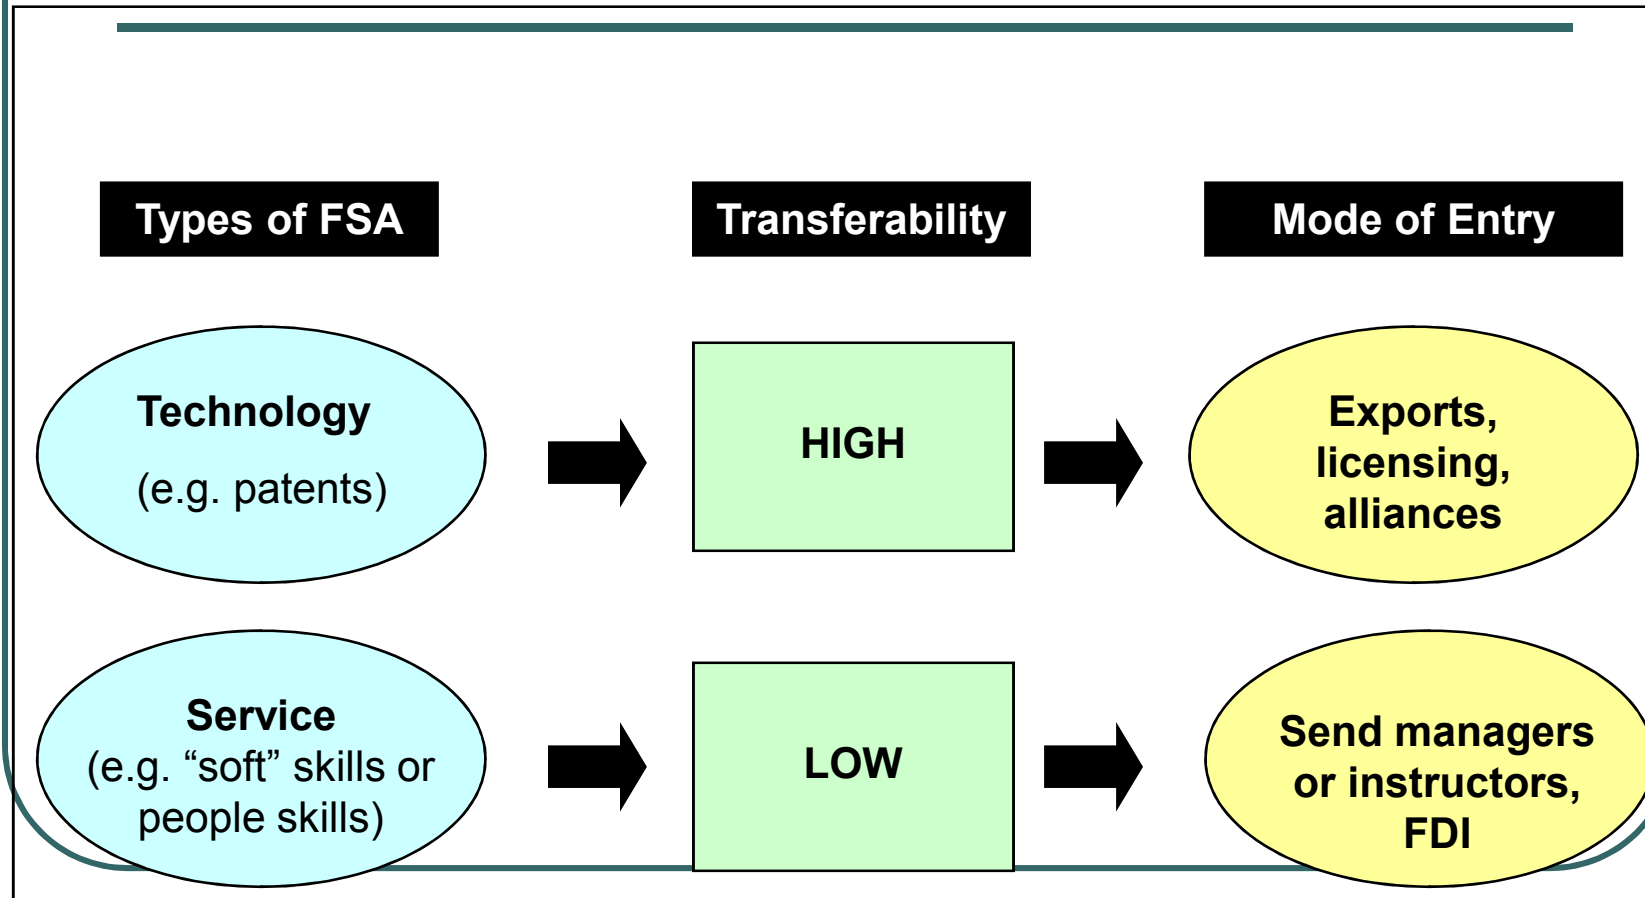 Types of FSA
Transferability
Mode of Entry
Technology
(e.g. patents)
HIGH
Exports,
licensing,
alliances
Service
(e.g. “soft” skills or
people skills)
LOW
Send managers
or instructors,
FDI